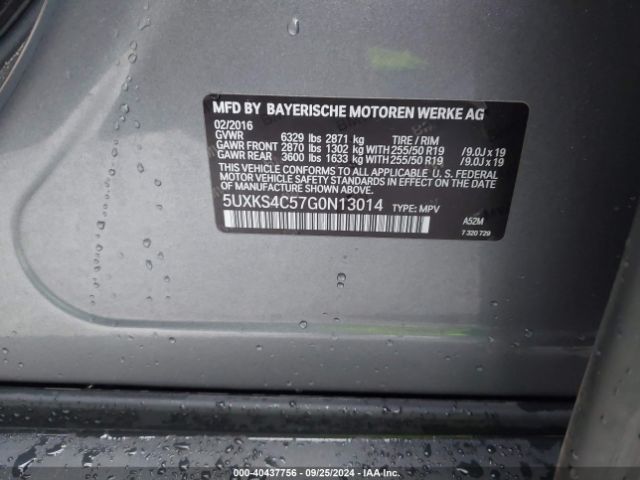 MFD BY BAYERISCHE MOTOREN WERKE AG
02/2016
GVWR 6329 lbs 2871 kg TIRE / RIM
GAWR FRONT 2870 lbs 1302 kg WITH 255/50 R19 /9.0J x 19
GAWR REAR 3600 lbs 1633 kg WITH 255/50 R19 /9.0J x 19
THIS VEHICLE CONFORMS TO ALL APPLICABLE U.S. FEDERAL
MOTOR VEHICLE SAFETY STANDARDS IN EFFECT ON THE DATE
OF MANUFACTURE SHOWN ABOVE.
5UXKS4C57G0N13014 TYPE: MPV
A52M
7 320 729
000-40437756 - 09/25/2024 - IAA Inc.